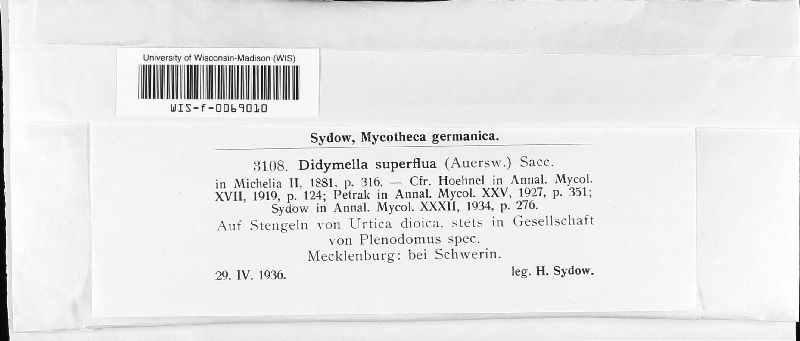 University of Wisconsin-Madison (WIS)
WIS-f-0069010
Sydow, Mycotheca germanica.
3108. Didymella superflua (Auersw.) Sacc.
in Michelia II, 1881, p. 316. — Cfr. Hoehnel in Annal. Mycol.
XVII, 1919, p. 124; Petrak in Annal. Mycol. XXV, 1927, p. 351;
Sydow in Annal. Mycol. XXXII, 1934, p. 276.
Auf Stengeln von Urtica dioica, stets in Gesellschaft
von Plenodomus spec.
Mecklenburg: bei Schwerin.
29. IV. 1936. leg. H. Sydow.